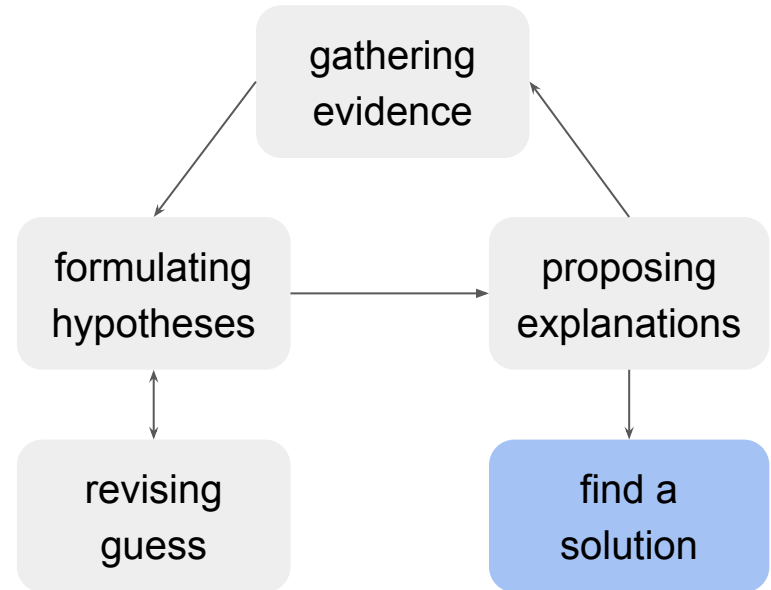 gathering
evidence
formulating
hypotheses
proposing
explanations
revising
guess
find a
solution